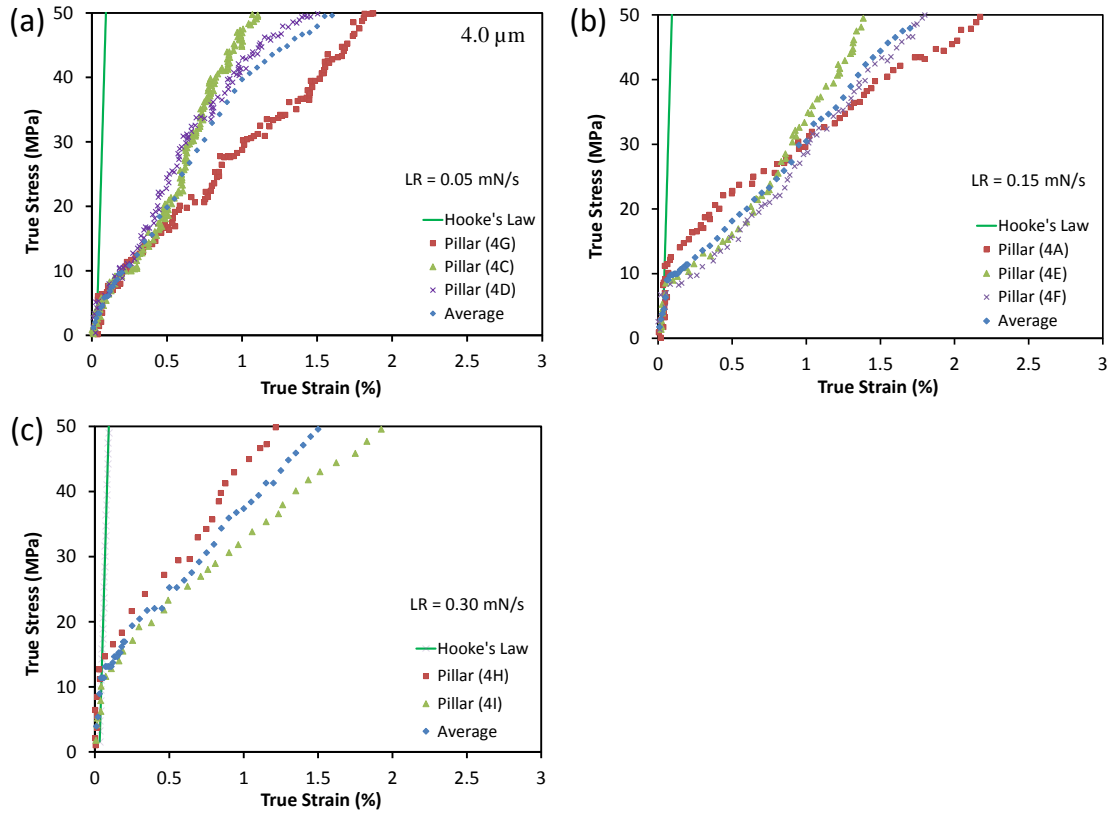 (a)
50
40
30
20
10
0
True Stress (MPa)
4.0 µm
LR = 0.05 mN/s
Hooke's Law
Pillar (4G)
Pillar (4C)
Pillar (4D)
Average
0 0.5 1 1.5 2 2.5 3
True Strain (%)
(b)
50
40
30
20
10
0
True Stress (MPa)
LR = 0.15 mN/s
Hooke's Law
Pillar (4A)
Pillar (4E)
Pillar (4F)
Average
0 0.5 1 1.5 2 2.5 3
True Strain (%)
(c)
50
40
30
20
10
0
True Stress (MPa)
LR = 0.30 mN/s
Hooke's Law
Pillar (4H)
Pillar (4I)
Average
0 0.5 1 1.5 2 2.5 3
True Strain (%)